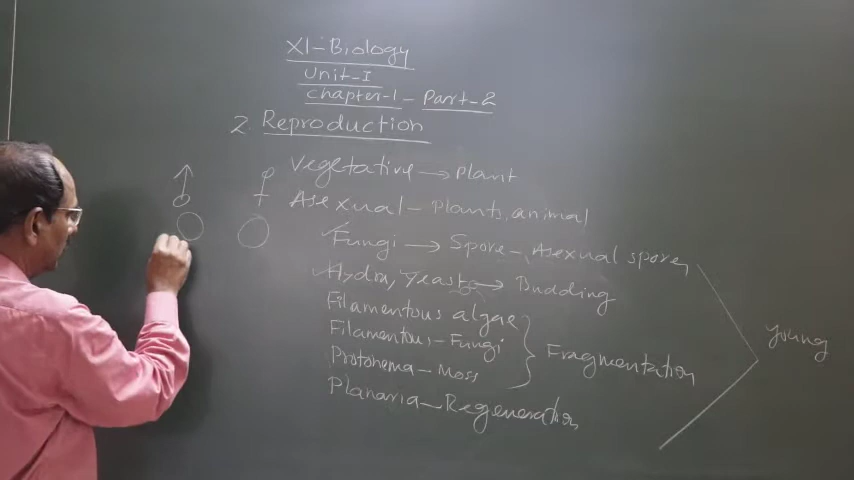 XI-Biology
Unit-I
Chapter-1 - Part-2
2 Reproduction
Vegetative → Plant
Asexual - Plants, animal
Fungi → Spore - Asexual spores
Hydra, Yeast → Budding
Filamentous algae
Filamentous - Fungi
Protonema - Moss
Fragmentation
Planaria - Regeneration
Young